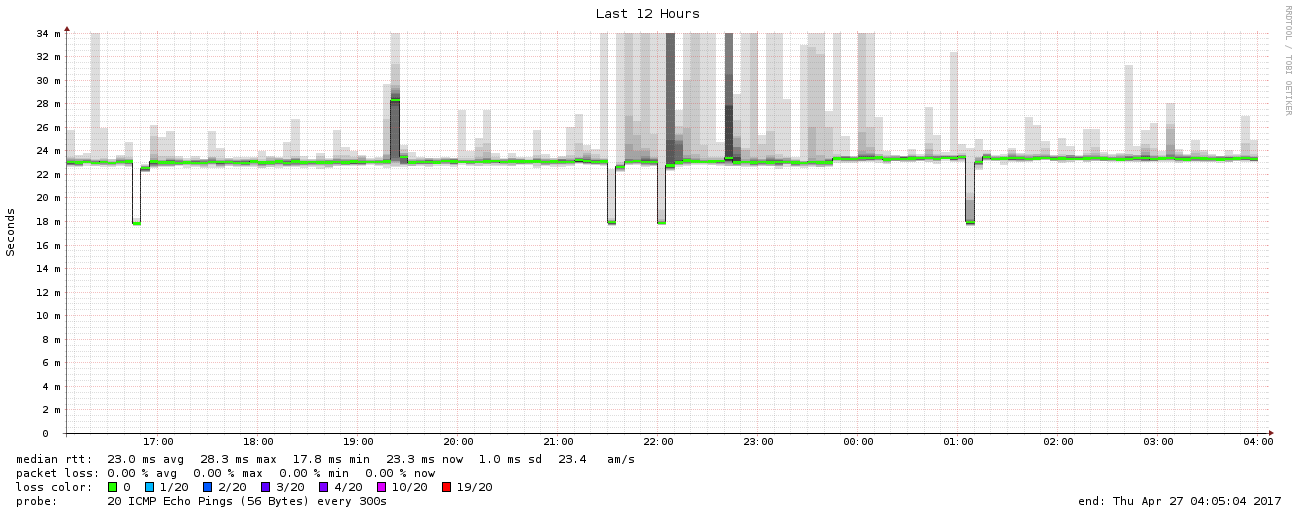 Last 12 Hours
RRDTOOL / TOBI OETIKER
34 m
32 m
30 m
28 m
26 m
24 m
22 m
20 m
18 m
16 m
14 m
12 m
10 m
8 m
6 m
4 m
2 m
0
Seconds
17:00 18:00 19:00 20:00 21:00 22:00 23:00 00:00 01:00 02:00 03:00 04:00
median rtt: 23.0 ms avg 28.3 ms max 17.8 ms min 23.3 ms now 1.0 ms sd 23.4 am/s
packet loss: 0.00 % avg 0.00 % max 0.00 % min 0.00 % now
loss color: 0 1/20 2/20 3/20 4/20 10/20 19/20
probe: 20 ICMP Echo Pings (56 Bytes) every 300s end: Thu Apr 27 04:05:04 2017